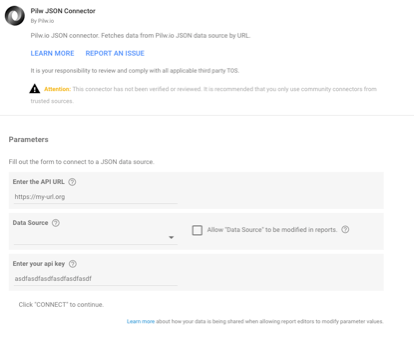 Pilw JSON Connector
By Pilw.io
Pilw.io JSON connector. Fetches data from Pilw.io JSON data source by URL.
LEARN MORE REPORT AN ISSUE
It is your responsibility to review and comply with all applicable third party TOS.
Attention: This connector has not been verified or reviewed. It is recommended that you only use community connectors from
trusted sources.
Parameters
Fill out the form to connect to a JSON data source.
Enter the API URL
https://my-url.org
Data Source
Allow "Data Source" to be modified in reports.
Enter your api key
asdfasdfasdfasdfasdfasdf
Click "CONNECT" to continue.
Learn more about how your data is being shared when allowing report editors to modify parameter values.